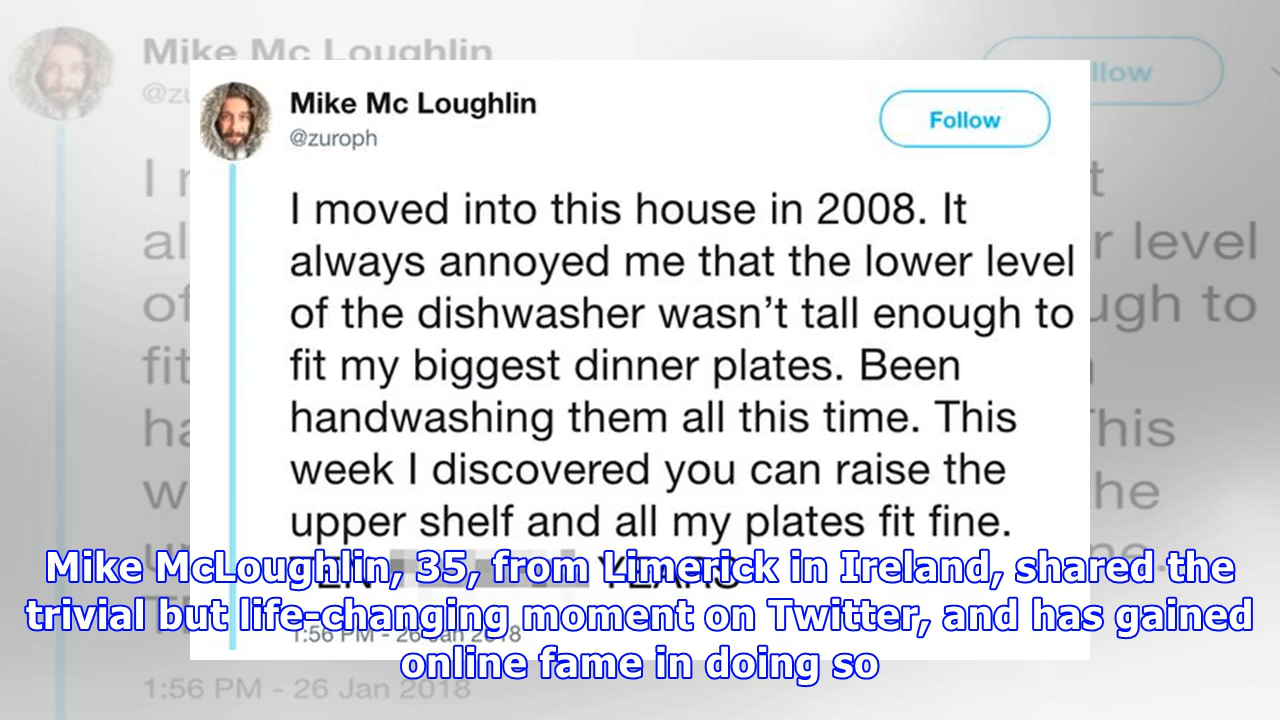 Mike Mc Loughlin
@zuroph
Follow
I moved into this house in 2008. It
always annoyed me that the lower level
of the dishwasher wasn't tall enough to
fit my biggest dinner plates. Been
handwashing them all this time. This
week I discovered you can raise the
upper shelf and all my plates fit fine.
TEN YEARS
1:56 PM - 26 Jan 2018
Mike McLoughlin, 35, from Limerick in Ireland, shared the
trivial but life-changing moment on Twitter, and has gained
online fame in doing so
1:56 PM - 26 Jan 2018